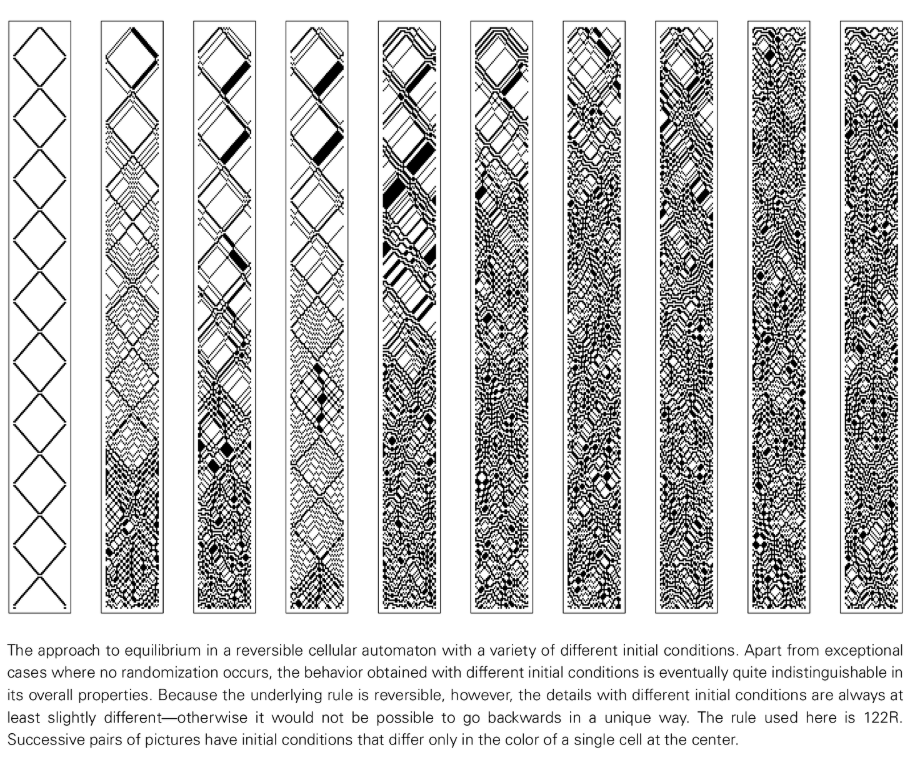 The approach to equilibrium in a reversible cellular automaton with a variety of different initial conditions. Apart from exceptional
cases where no randomization occurs, the behavior obtained with different initial conditions is eventually quite indistinguishable in
its overall properties. Because the underlying rule is reversible, however, the details with different initial conditions are always at
least slightly different—otherwise it would not be possible to go backwards in a unique way. The rule used here is 122R.
Successive pairs of pictures have initial conditions that differ only in the color of a single cell at the center.